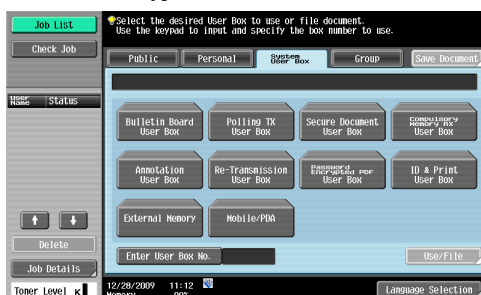 Job List
Select the desired User Box to use or file document.
Use the keypad to input and specify the box number to use.
Check Job
Public
Personal
System
User Box
Group
Save Document
User
Name
Status
Bulletin Board
User Box
Polling TX
User Box
Secure Document
User Box
Compulsory
Memory RX
User Box
Annotation
User Box
Re-Transmission
User Box
Password
Encrypted PDF
User Box
ID & Print
User Box
External Memory
Mobile/PDA
Delete
Enter User Box No.
Use/File
Job Details
Toner Level K
12/28/2009 11:12
Memory 99%
Language Selection